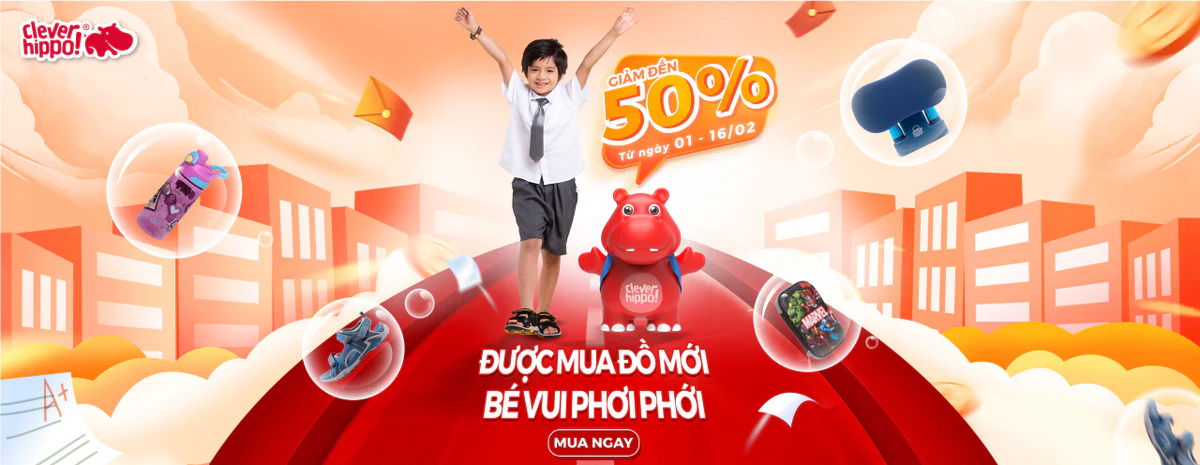 clever
hippo!®
GIẢM ĐẾN
50%
Từ ngày 01 - 16/02
clever
hippo!
MARVEL
A+
ĐƯỢC MUA ĐỒ MỚI
BÉ VUI PHƠI PHỚI
MUA NGAY